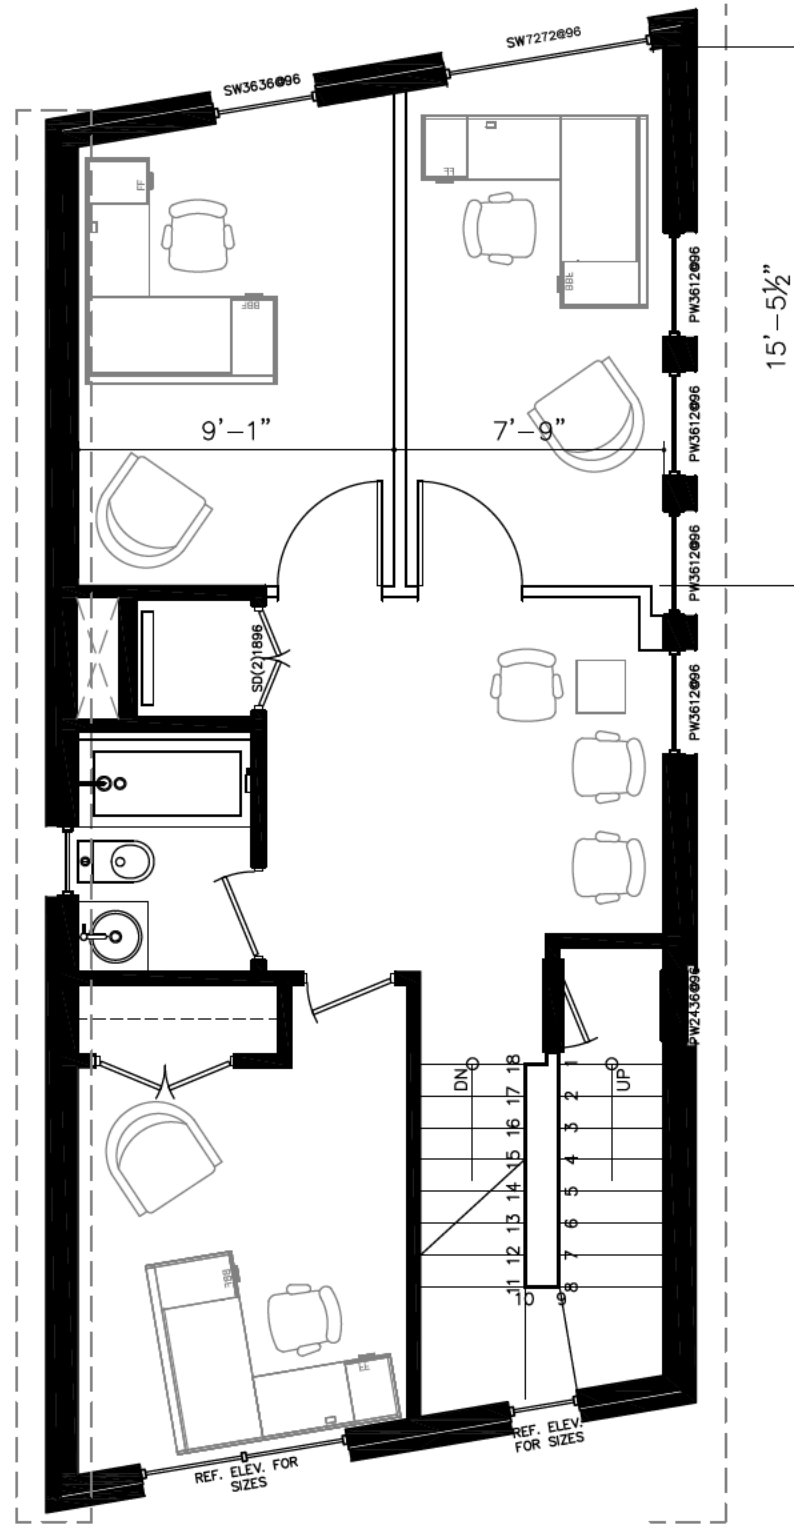 SW7272@96
SW3636@96
FF
FF
BBF
BBF
PW3612@96
15'-5½"
9'-1"
7'-9"
PW3612@96
PW3612@96
SD(2)1896
PW3612@96
PW2436@96
DN
18
1
UP
17
2
16
3
15
4
14
5
13
6
12
7
11
8
10
9
BBF
FF
REF. ELEV. FOR
SIZES
REF. ELEV.
FOR SIZES